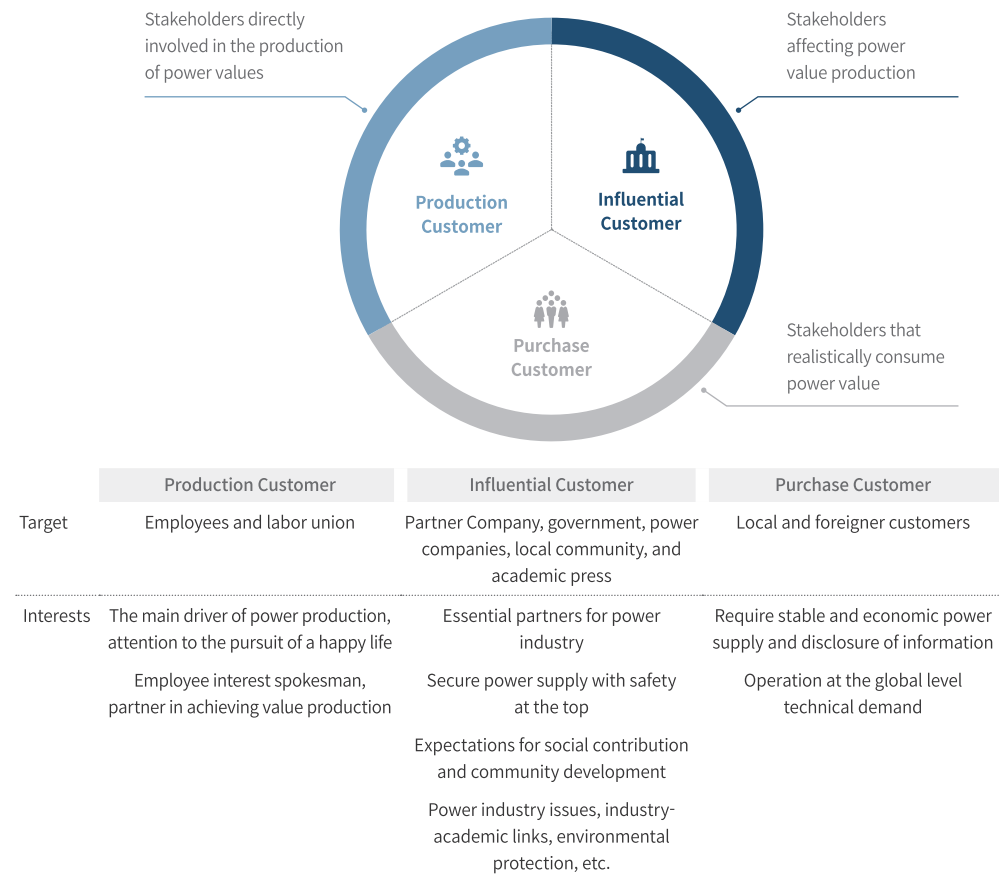 Stakeholders directly
involved in the production
of power values
Stakeholders
affecting power
value production
Production
Customer
Influential
Customer
Purchase
Customer
Stakeholders that
realistically consume
power value
Production Customer
Influential Customer
Purchase Customer
Target
Employees and labor union
Partner Company, government, power
companies, local community, and
academic press
Local and foreigner customers
Interests
The main driver of power production,
attention to the pursuit of a happy life
Employee interest spokesman,
partner in achieving value production
Essential partners for power
industry
Secure power supply with safety
at the top
Expectations for social contribution
and community development
Power industry issues, industry-
academic links, environmental
protection, etc.
Require stable and economic power
supply and disclosure of information
Operation at the global level
technical demand